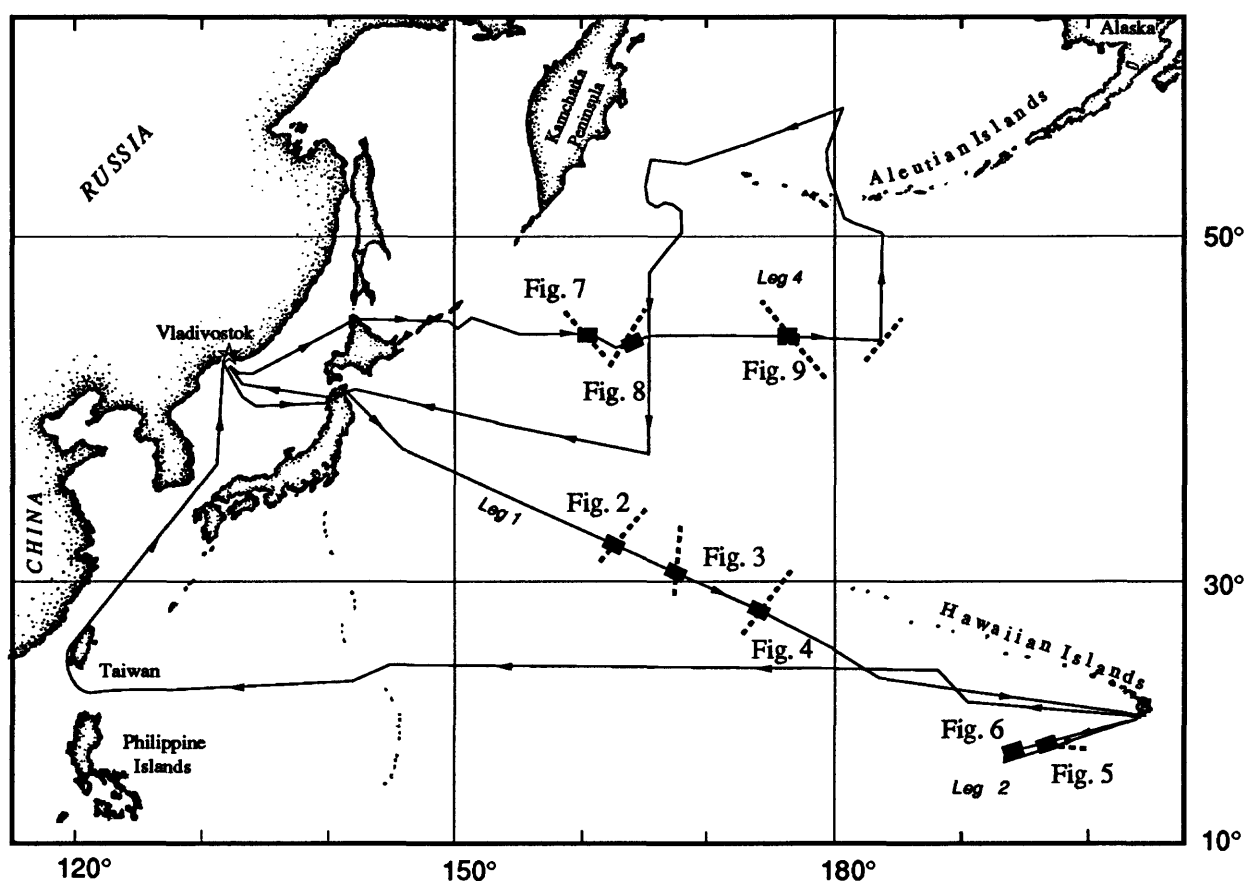 Alaska
RUSSIA
Kamchatka
Peninsula
Aleutian Islands
50°
Leg 4
Fig. 7
Vladivostok
Fig. 8
Fig. 9
CHINA
Leg 1
Fig. 2
Fig. 3
30°
Hawaiian Islands
Fig. 4
Taiwan
Fig. 6
Philippine
Islands
Fig. 5
Leg 2
10°
120°
150°
180°